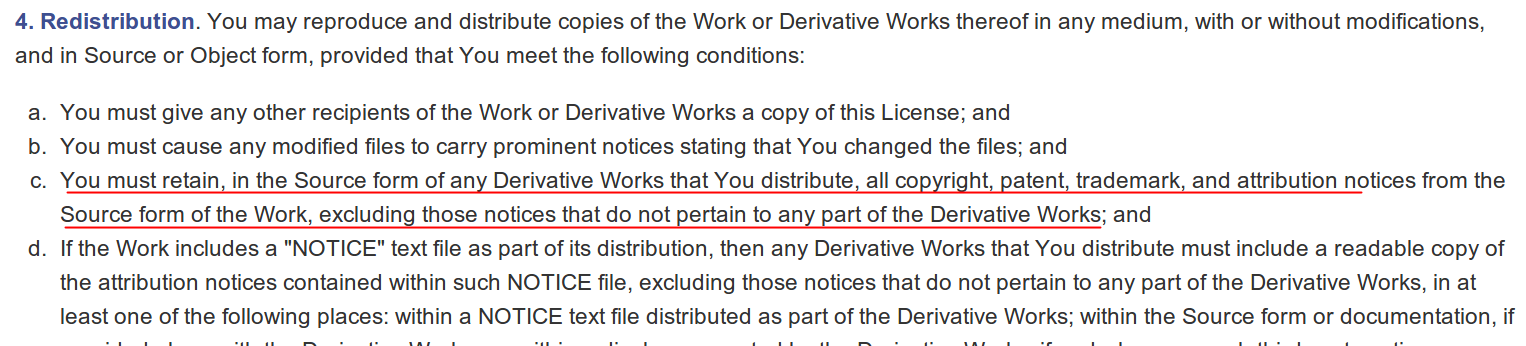 4. Redistribution. You may reproduce and distribute copies of the Work or Derivative Works thereof in any medium, with or without modifications,
and in Source or Object form, provided that You meet the following conditions:
a. You must give any other recipients of the Work or Derivative Works a copy of this License; and
b. You must cause any modified files to carry prominent notices stating that You changed the files; and
c. You must retain, in the Source form of any Derivative Works that You distribute, all copyright, patent, trademark, and attribution notices from the
Source form of the Work, excluding those notices that do not pertain to any part of the Derivative Works; and
d. If the Work includes a "NOTICE" text file as part of its distribution, then any Derivative Works that You distribute must include a readable copy of
the attribution notices contained within such NOTICE file, excluding those notices that do not pertain to any part of the Derivative Works, in at
least one of the following places: within a NOTICE text file distributed as part of the Derivative Works; within the Source form or documentation, if